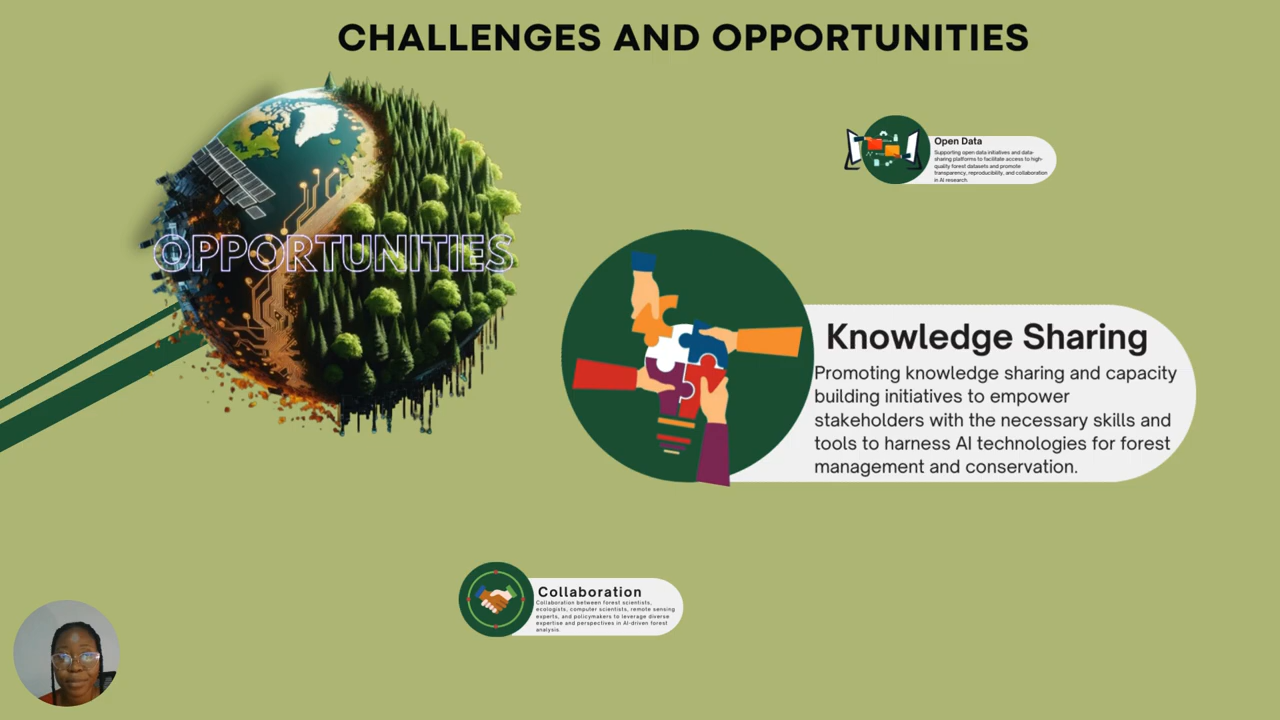 CHALLENGES AND OPPORTUNITIES
OPPORTUNITIES
Open Data
Supporting open data initiatives and data-
sharing platforms to facilitate access to high-
quality forest datasets and promote
transparency, reproducibility, and collaboration
in AI research.
Knowledge Sharing
Promoting knowledge sharing and capacity
building initiatives to empower
stakeholders with the necessary skills and
tools to harness AI technologies for forest
management and conservation.
Collaboration
Collaboration between forest scientists,
ecologists, computer scientists, remote sensing
experts, and policymakers to leverage diverse
expertise and perspectives in AI-driven forest
analysis.